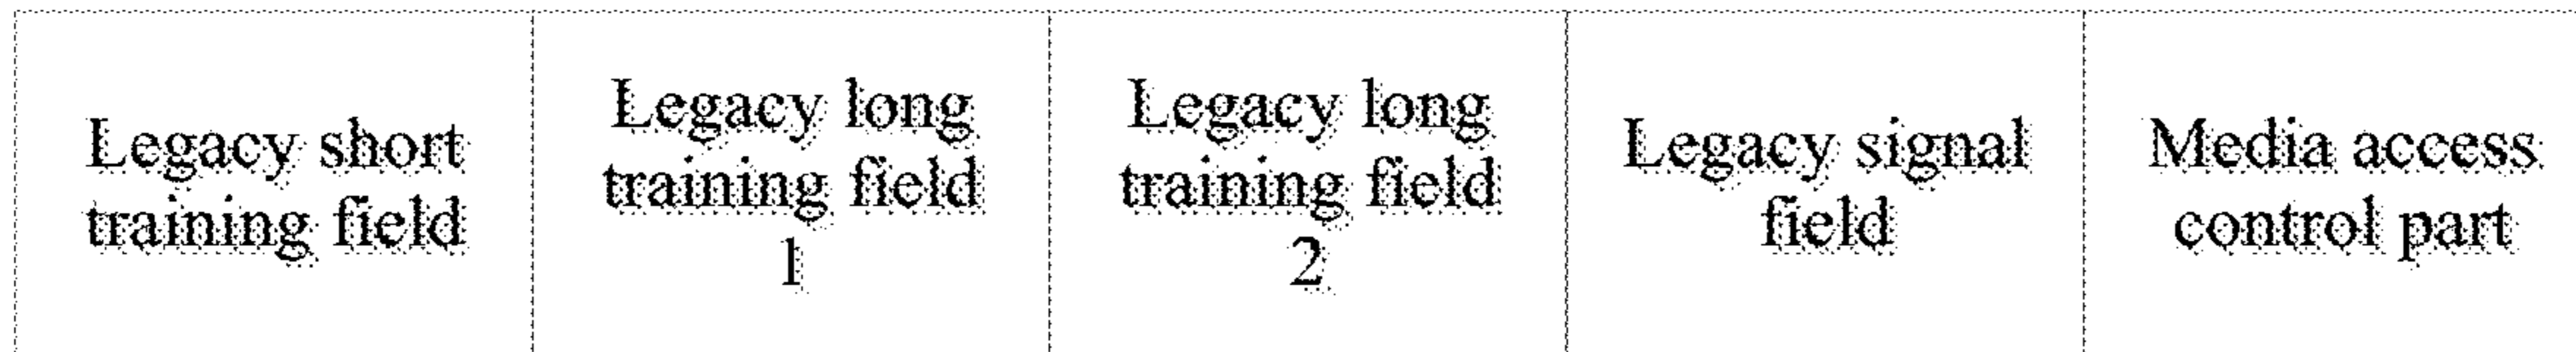 Legacy short
training field
Legacy long
training field
1
Legacy long
training field
2
Legacy signal
field
Media access
control part